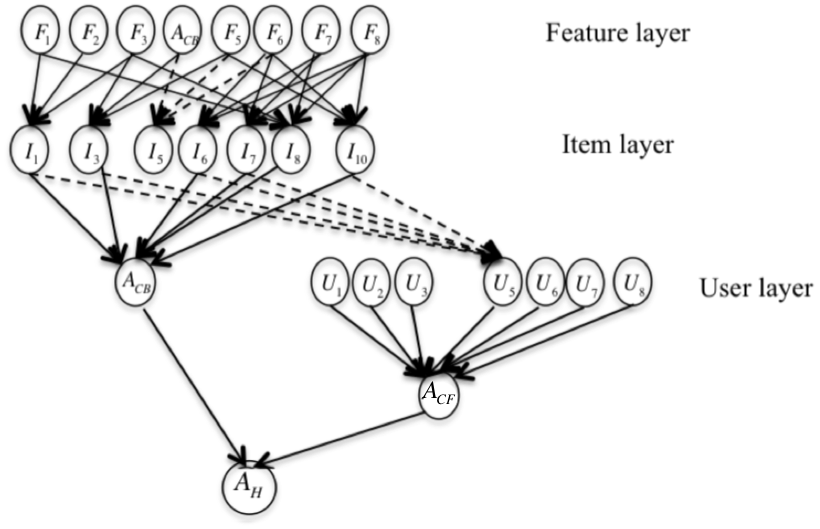 F1 F2 F3 ACB F5 F6 F7 F8 Feature layer
I1 I3 I5 I6 I7 I8 I10 Item layer
ACB U1 U2 U3 U5 U6 U7 U8 User layer
ACF
AH